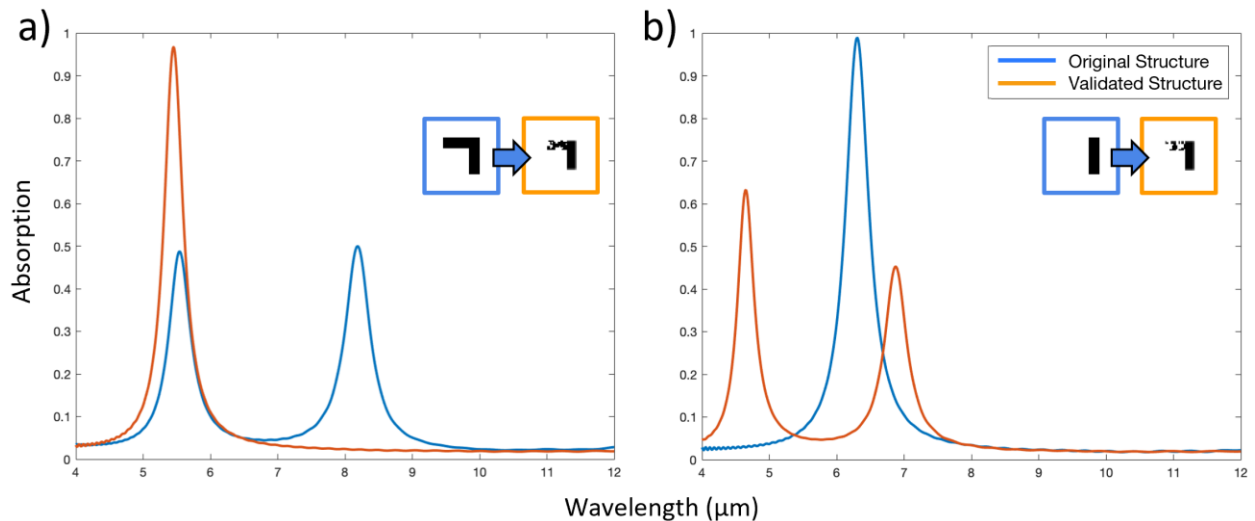 a)
b)
Original Structure
Validated Structure
Absorption
1
0.9
0.8
0.7
0.6
0.5
0.4
0.3
0.2
0.1
0
4 5 6 7 8 9 10 11 12
1
0.9
0.8
0.7
0.6
0.5
0.4
0.3
0.2
0.1
0
4 5 6 7 8 9 10 11 12
Wavelength (µm)